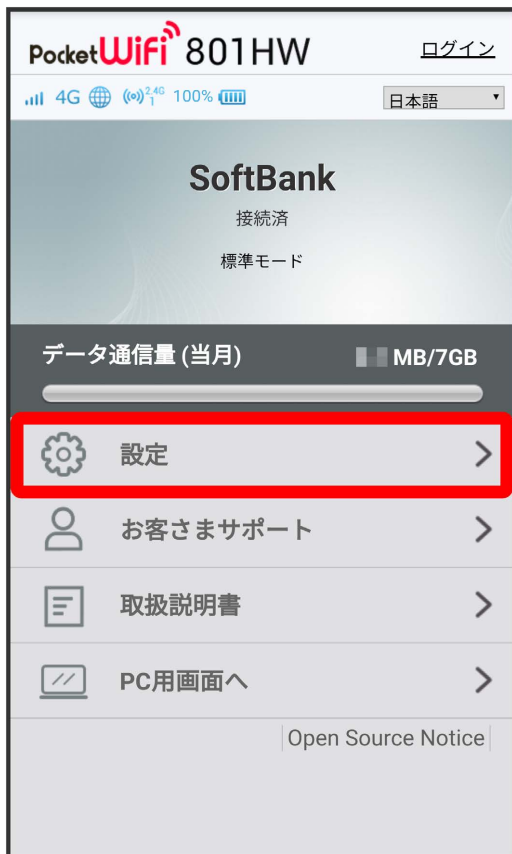 Pocket WiFi 801HW
ログイン
4G 2.4G 1 100%
日本語
SoftBank
接続済
標準モード
データ通信量 (当月) MB/7GB
設定
お客さまサポート
取扱説明書
PC用画面へ
Open Source Notice